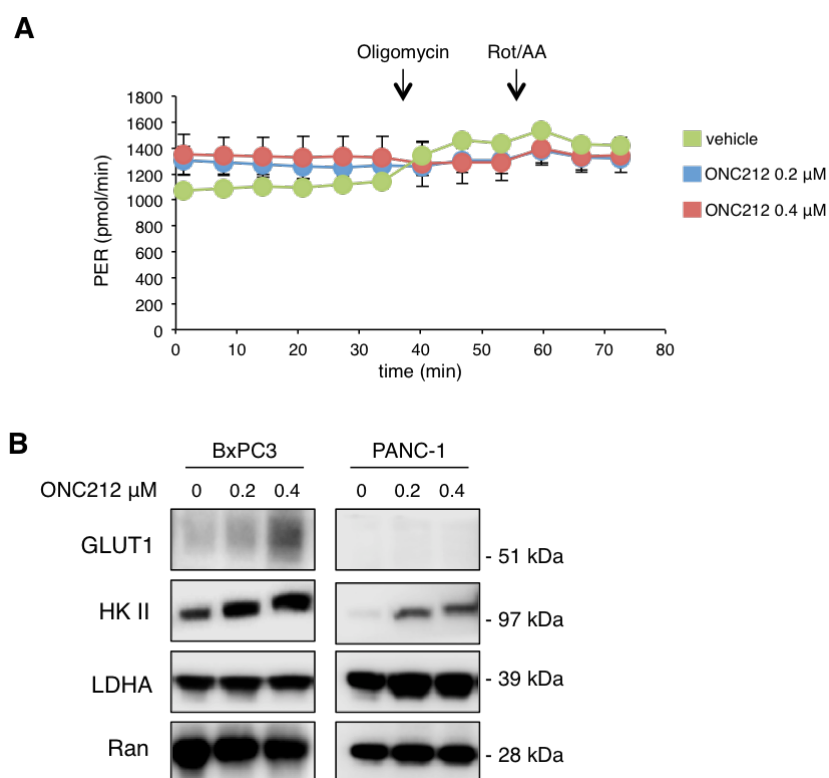 A
Oligomycin Rot/AA
1800
1600
1400
1200
1000
800
600
400
200
0
PER (pmol/min)
0 10 20 30 40 50 60 70 80
time (min)
vehicle
ONC212 0.2 µM
ONC212 0.4 µM
B
BxPC3 PANC-1
ONC212 µM 0 0.2 0.4 0 0.2 0.4
GLUT1 - 51 kDa
HK II - 97 kDa
LDHA - 39 kDa
Ran - 28 kDa